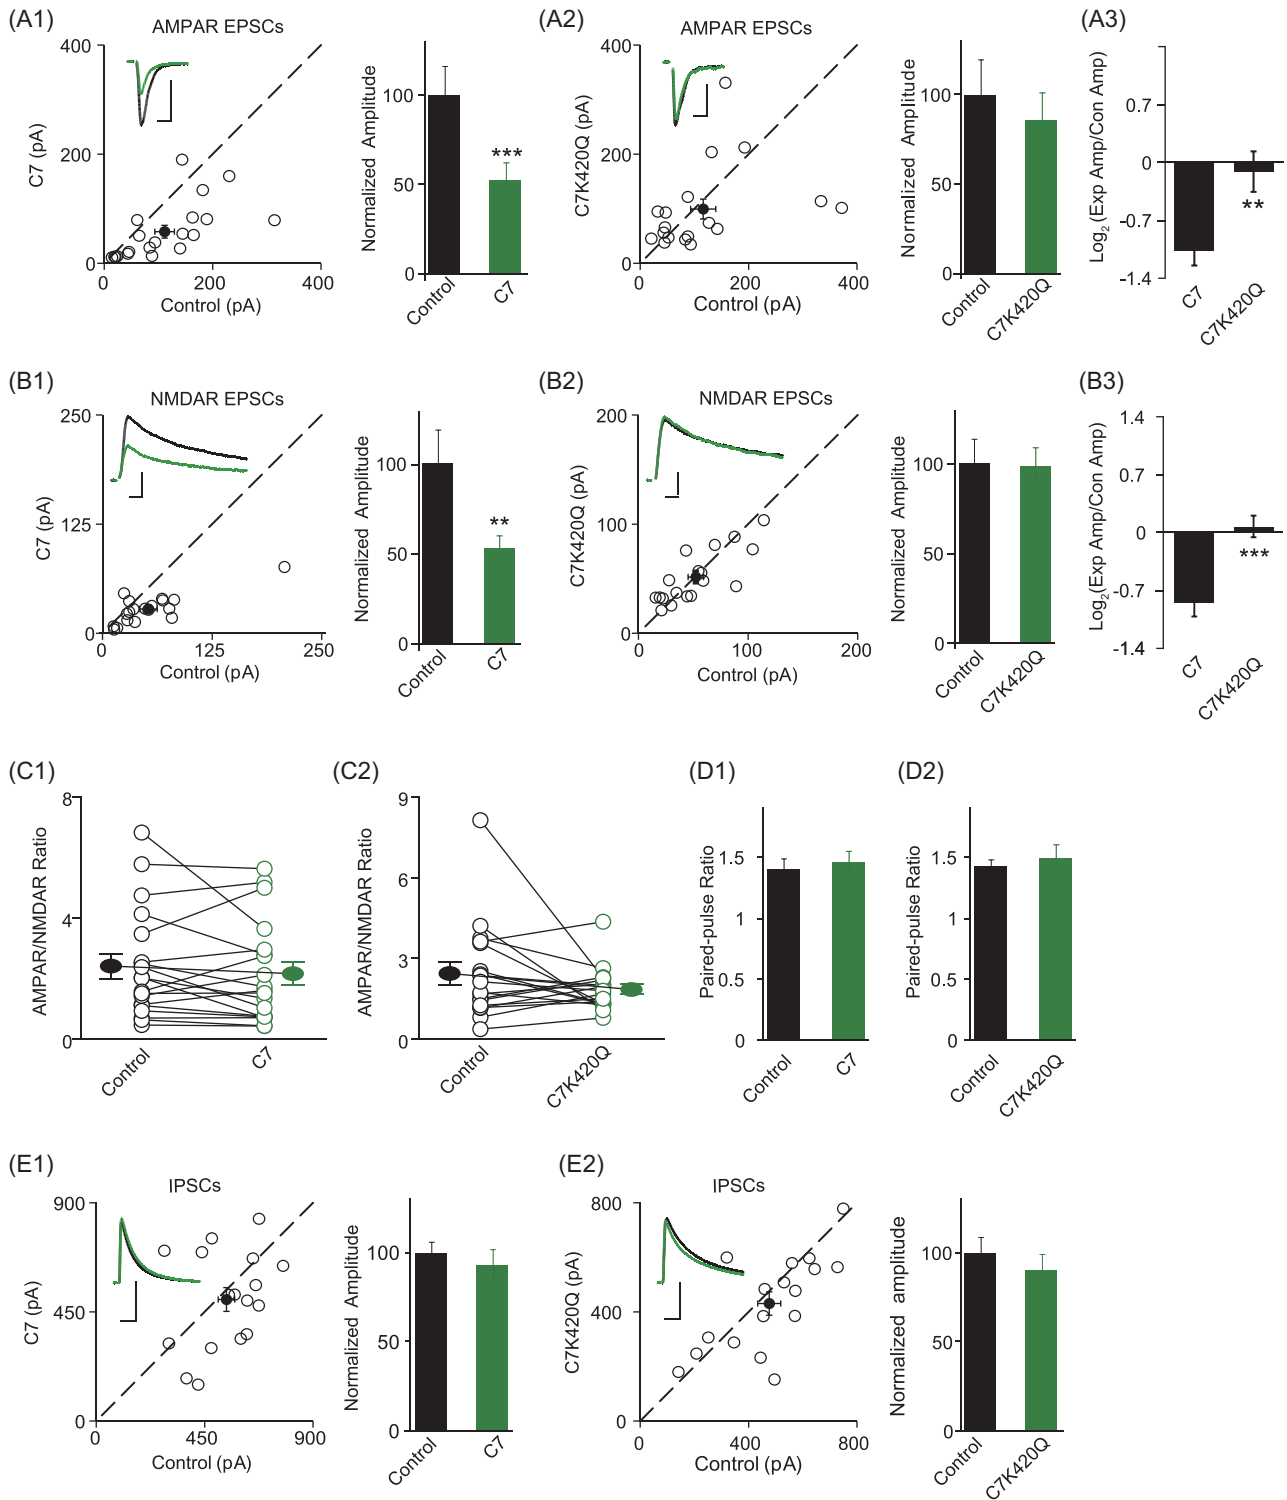 (A1)
AMPAR EPSCs
400
200
0
0
200
400
C7 (pA)
Control (pA)
Normalized Amplitude
100
50
0
***
Control
C7
(A2)
AMPAR EPSCs
400
200
0
0
200
400
C7K420Q (pA)
Control (pA)
Normalized Amplitude
100
50
0
Control
C7K420Q
(A3)
Log2(Exp Amp/Con Amp)
0.7
0
-0.7
-1.4
**
C7
C7K420Q
(B1)
NMDAR EPSCs
250
125
0
0
125
250
C7 (pA)
Control (pA)
Normalized Amplitude
100
50
0
**
Control
C7
(B2)
NMDAR EPSCs
200
100
0
0
100
200
C7K420Q (pA)
Control (pA)
Normalized Amplitude
100
50
0
Control
C7K420Q
(B3)
Log2(Exp Amp/Con Amp)
1.4
0.7
0
-0.7
-1.4
***
C7
C7K420Q
(C1)
AMPAR/NMDAR Ratio
8
4
0
Control
C7
(C2)
AMPAR/NMDAR Ratio
9
6
3
0
Control
C7K420Q
(D1)
Paired-pulse Ratio
1.5
1
0.5
0
Control
C7
(D2)
Paired-pulse Ratio
1.5
1
0.5
0
Control
C7K420Q
(E1)
IPSCs
900
450
0
0
450
900
C7 (pA)
Control (pA)
Normalized Amplitude
100
50
0
Control
C7
(E2)
IPSCs
800
400
0
0
400
800
C7K420Q (pA)
Control (pA)
Normalized amplitude
100
50
0
Control
C7K420Q